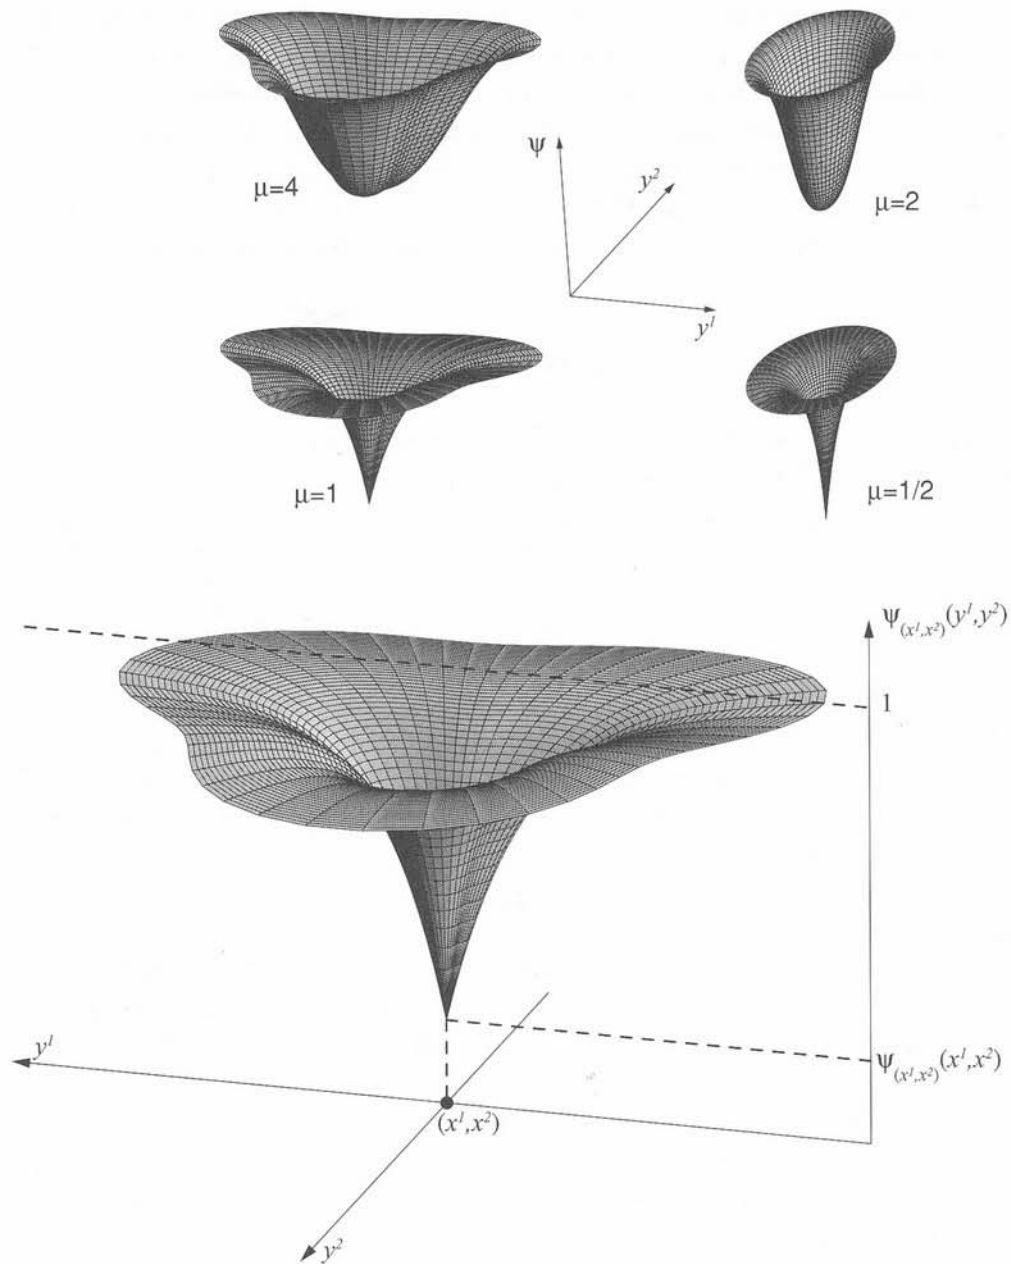 Ψ
y²
μ=4
μ=2
y¹
μ=1
μ=1/2
Ψ(x¹,x²)(y¹,y²)
1
y¹
Ψ(x¹,x²)(x¹,x²)
(x¹,x²)
y²